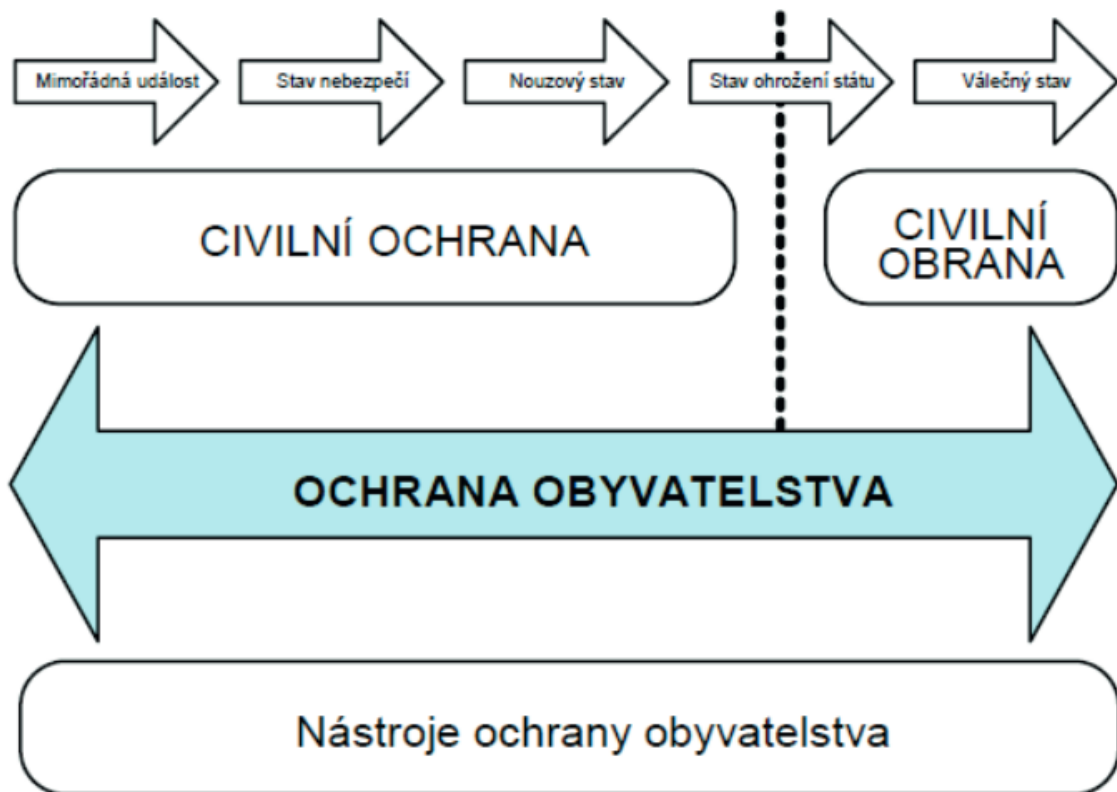 Mimořádná událost
Stav nebezpečí
Nouzový stav
Stav ohrožení státu
Válečný stav
CIVILNÍ OCHRANA
CIVILNÍ
OBRANA
OCHRANA OBYVATELSTVA
Nástroje ochrany obyvatelstva